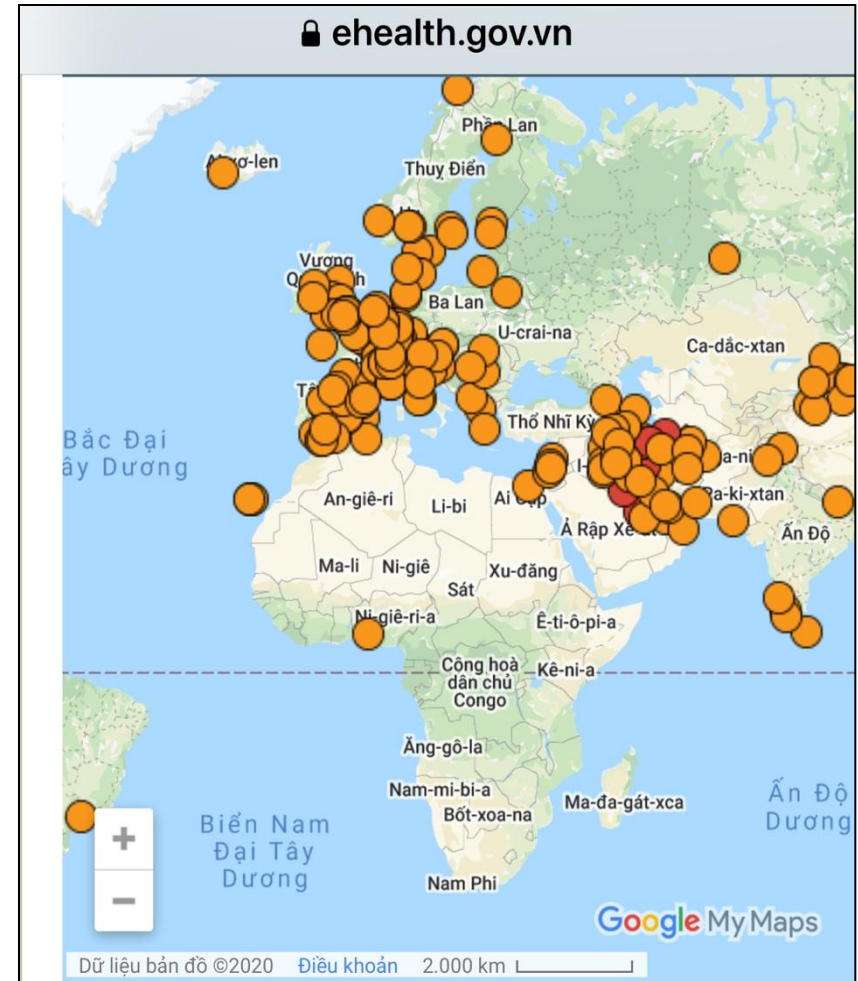 ehealth.gov.vn
Phần Lan
Thuỵ Điển
Vương
Ba Lan
U-crai-na
Ca-dắc-xtan
Thổ Nhĩ Kỳ
Bắc Đại
ây Dương
An-giê-ri
Li-bi
Ai Cập
Pa-ki-xtan
Ả Rập Xê
Ấn Độ
Ma-li
Ni-giê
Xu-đăng
Sát
Ni-giê-ri-a
Ê-ti-ô-pi-a
Cộng hoà
dân chủ
Congo
Kê-ni-a
Ăng-gô-la
Nam-mi-bi-a
Bốt-xoa-na
Ma-đa-gát-xca
Ấn Độ
Dương
Biển Nam
Đại Tây
Dương
Nam Phi
+
−
Google My Maps
Dữ liệu bản đồ ©2020 Điều khoản 2.000 km